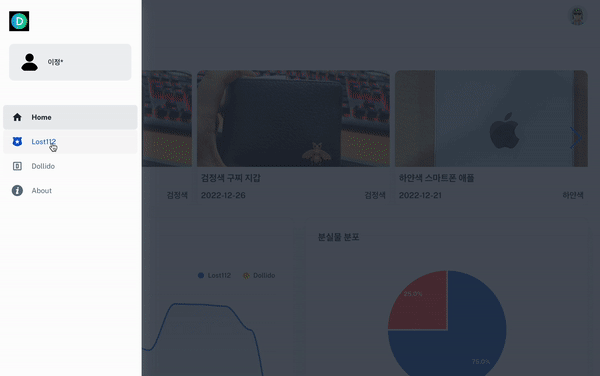 D
이정*
Home
Lost112
Dollido
About
검정색
검정색 구찌 지갑
2022-12-26
검정색
하얀색 스마트폰 애플
2022-12-21
하얀색
Lost112
Dollido
분실물 분포
25.0%
75.0%